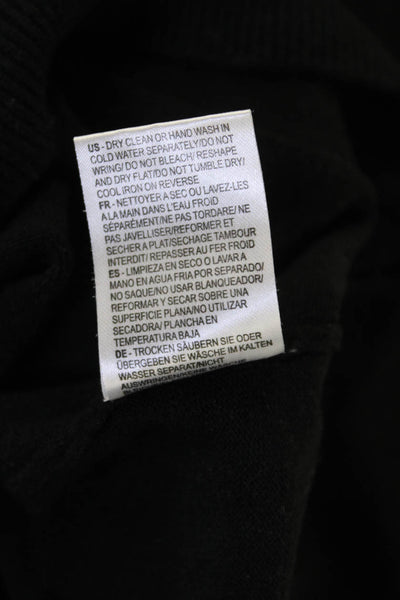 US - DRY CLEAN OR HAND WASH IN
COLD WATER SEPARATELY/DO NOT
WRING/ DO NOT BLEACH/ RESHAPE
AND DRY FLAT/DO NOT TUMBLE DRY/
COOL IRON ON REVERSE
FR - NETTOYER A SEC OU LAVEZ-LES
A LA MAIN DANS L'EAU FROID
SÉPARÉMENT/NE PAS TORDARE/ NE
PAS JAVELLISER/REFORMER ET
SECHER A PLAT/SECHAGE TAMBOUR
INTERDIT/ REPASSER AU FER FROID
ES - LIMPIEZA EN SECO O LAVAR A
MANO EN AGUA FRIA POR SEPARADO/
NO SAQUE/NO USAR BLANQUEADOR/
REFORMAR Y SECAR SOBRE UNA
SUPERFICIE PLANA/NO UTILIZAR
SECADORA/ PLANCHA EN
TEMPERATURA BAJA
DE - TROCKEN SÄUBERN SIE ODER
ÜBERGEBEN SIE WÄSCHE IM KALTEN
WASSER SEPARAT/NICHT